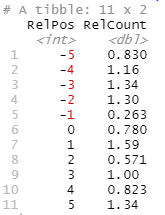 # A tibble: 11 x 2
RelPos RelCount
<int> <dbl>
1 -5 0.830
2 -4 1.16
3 -3 1.34
4 -2 1.30
5 -1 0.263
6 0 0.780
7 1 1.59
8 2 0.571
9 3 1.00
10 4 0.823
11 5 1.34